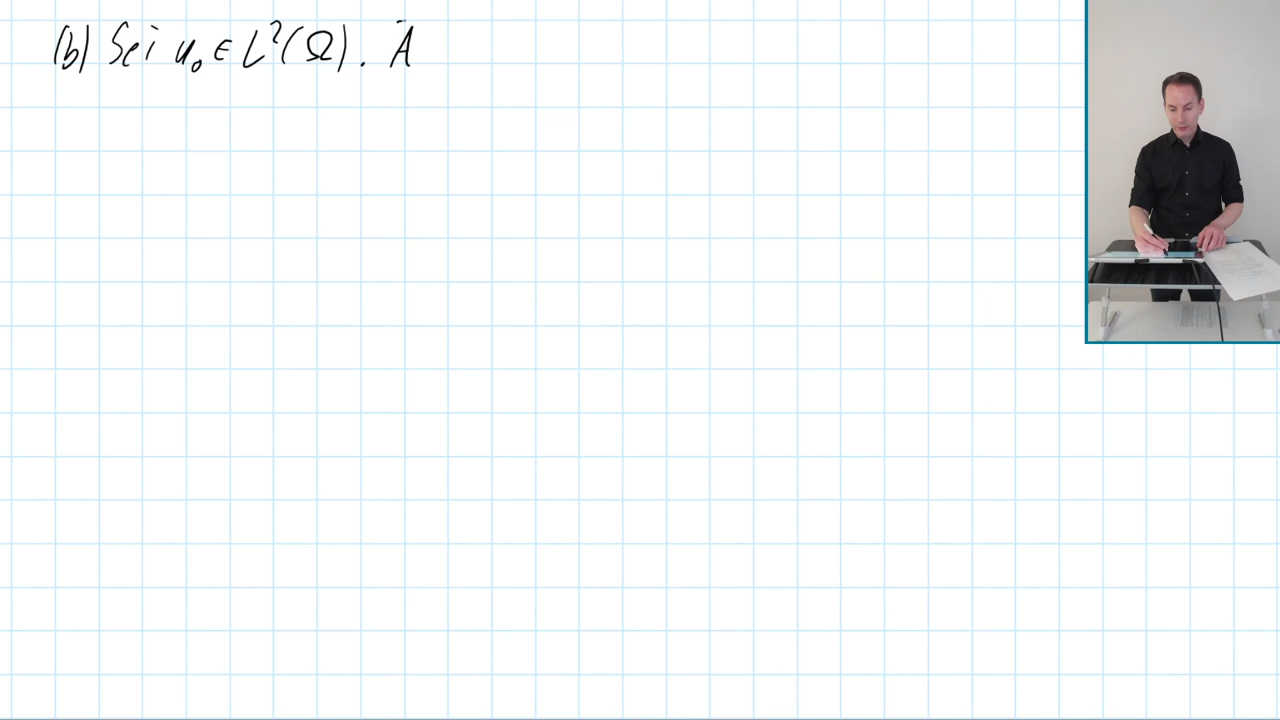 (b) Sei u₀ ∈ L²(Ω). A